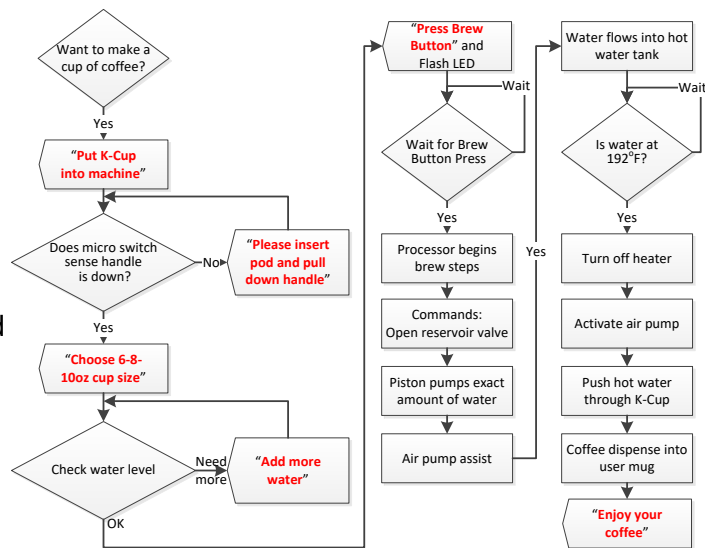 Want to make a
cup of coffee?
Yes
“Put K-Cup
into machine”
Does micro switch
sense handle
is down?
No
“Please insert
pod and pull
down handle”
Yes
“Choose 6-8-
10oz cup size”
Check water level
Need
more
“Add more
water”
OK
“Press Brew
Button” and
Flash LED
Wait
Wait for Brew
Button Press
Yes
Processor begins
brew steps
Commands:
Open reservoir valve
Piston pumps exact
amount of water
Air pump assist
Yes
Water flows into hot
water tank
Wait
Is water at
192°F?
Yes
Turn off heater
Activate air pump
Push hot water
through K-Cup
Coffee dispense into
user mug
“Enjoy your
coffee”